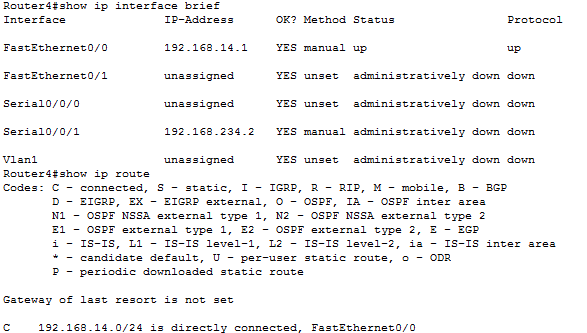 Router4#show ip interface brief
Interface              IP-Address      OK? Method Status                Protocol
FastEthernet0/0        192.168.14.1    YES manual up                    up
FastEthernet0/1        unassigned      YES unset  administratively down down
Serial0/0/0            unassigned      YES unset  administratively down down
Serial0/0/1            192.168.234.2   YES manual administratively down down
Vlan1                  unassigned      YES unset  administratively down down
Router4#show ip route
Codes: C - connected, S - static, I - IGRP, R - RIP, M - mobile, B - BGP
       D - EIGRP, EX - EIGRP external, O - OSPF, IA - OSPF inter area
       N1 - OSPF NSSA external type 1, N2 - OSPF NSSA external type 2
       E1 - OSPF external type 1, E2 - OSPF external type 2, E - EGP
       i - IS-IS, L1 - IS-IS level-1, L2 - IS-IS level-2, ia - IS-IS inter area
       * - candidate default, U - per-user static route, o - ODR
       P - periodic downloaded static route
Gateway of last resort is not set
C    192.168.14.0/24 is directly connected, FastEthernet0/0